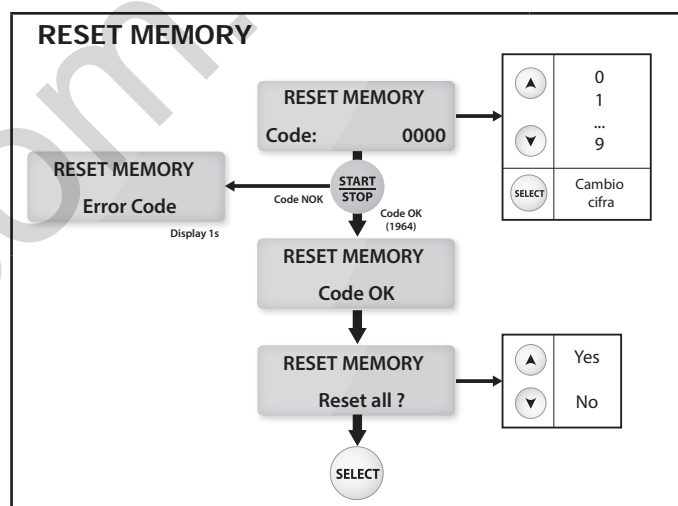 RESET MEMORY
RESET MEMORY
Code: 0000
0
1
...
9
SELECT
Cambio
cifra
START
STOP
RESET MEMORY
Error Code
Display 1s
Code NOK
Code OK
(1964)
RESET MEMORY
Code OK
RESET MEMORY
Reset all ?
Yes
No
SELECT